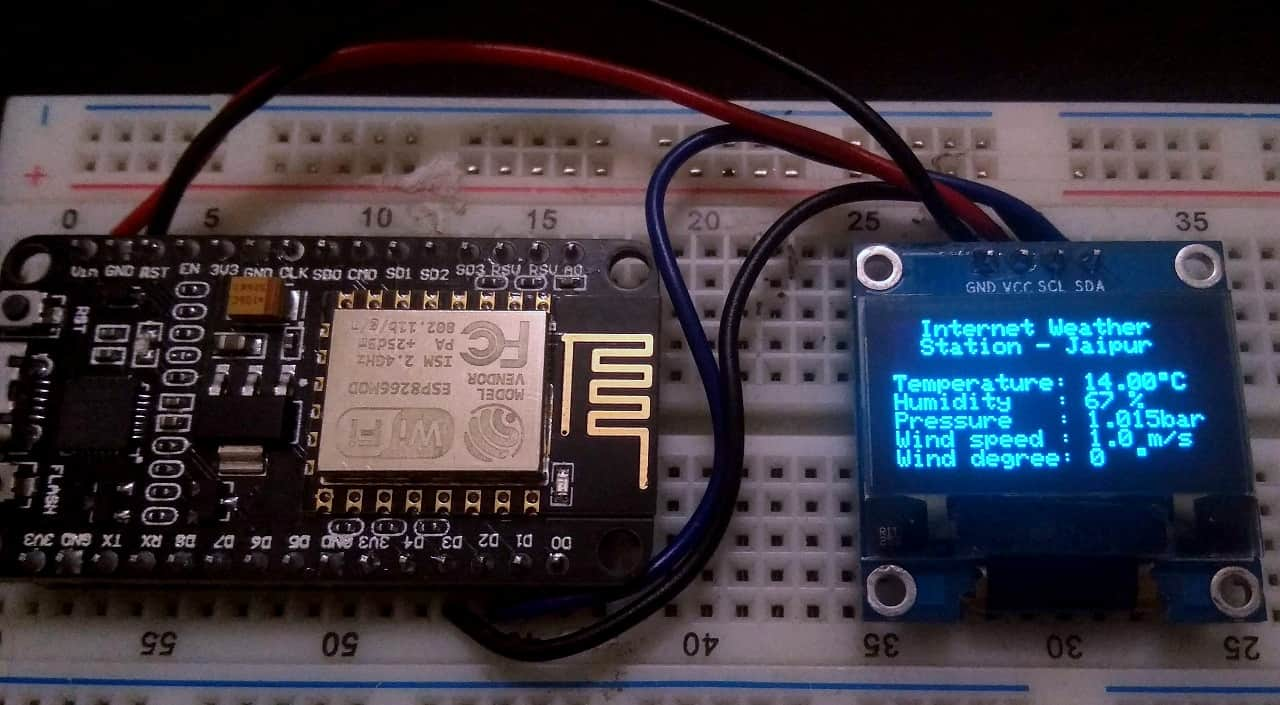 0 5 10 15 20 25 35
Vin GND RST EN 3V3 GND CLK SD0 CMD SD1 SD2 SD3 RSV RSV A0
RST
FLASH
MODEL
VENDOR
ESP8266MOD
ISM 2.4GHz
PA +25dBm
802.11b/g/n
FC
WiFi
3V3 GND TX RX D8 D7 D6 D5 GND 3V3 D4 D3 D2 D1 D0
GND VCC SCL SDA
Internet Weather
Station - Jaipur
Temperature: 14.00°C
Humidity : 67 %
Pressure : 1.015bar
Wind speed : 1.0 m/s
Wind degree: 0 °
55 50 40 35 30 25